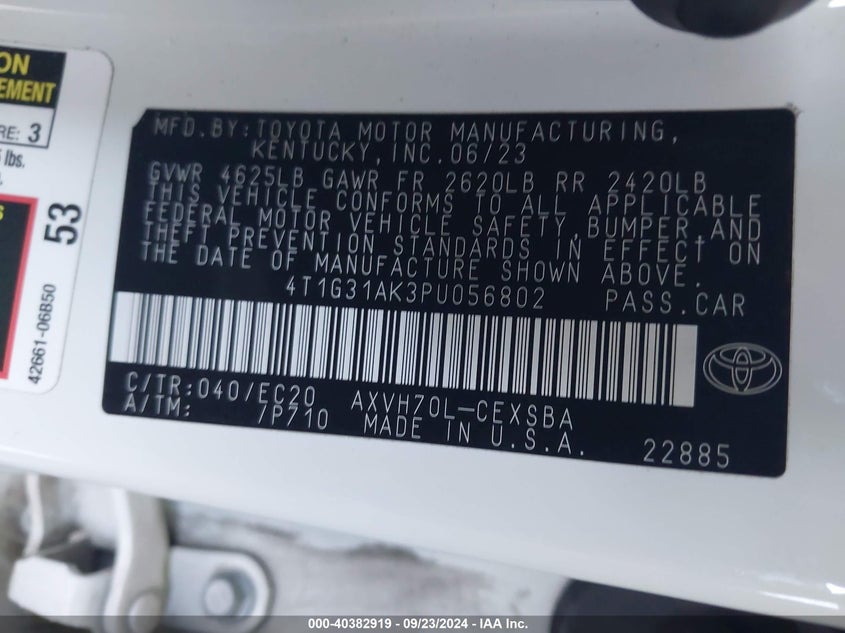 ON
EMENT
RE: 3
lbs.
53
42661-06B50
MFD.BY:TOYOTA MOTOR MANUFACTURING,
KENTUCKY,INC.06/23
GVWR 4625LB GAWR FR 2620LB RR 2420LB
THIS VEHICLE CONFORMS TO ALL APPLICABLE
FEDERAL MOTOR VEHICLE SAFETY,BUMPER,AND
THEFT PREVENTION STANDARDS IN EFFECT ON
THE DATE OF MANUFACTURE SHOWN ABOVE.
4T1G31AK3PU056802 PASS.CAR
C/TR:040/EC20 AXVH70L-CEXSBA
A/TM: 7P710 MADE IN U.S.A.
22885
000-40382919 - 09/23/2024 - IAA Inc.